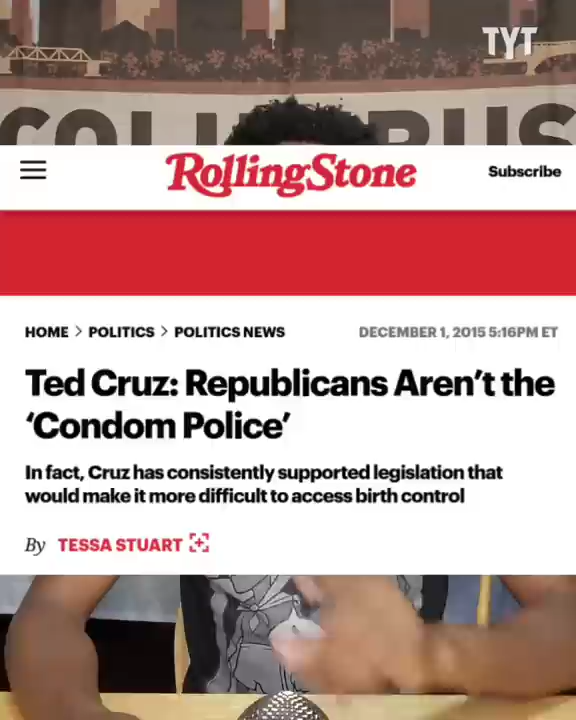 TYT
COLUMBUS
RollingStone
Subscribe
HOME > POLITICS > POLITICS NEWS
DECEMBER 1, 2015 5:16PM ET
Ted Cruz: Republicans Aren't the
'Condom Police'
In fact, Cruz has consistently supported legislation that
would make it more difficult to access birth control
By TESSA STUART